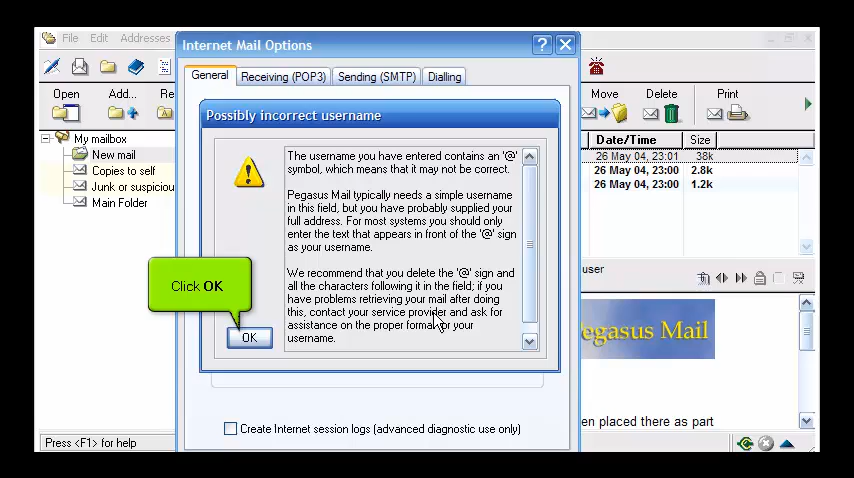 File Edit Addresses
Internet Mail Options
General Receiving (POP3) Sending (SMTP) Dialling
Open Add... Re
Move Delete Print
Possibly incorrect username
My mailbox
New mail
Copies to self
Junk or suspiciou
Main Folder
Date/Time Size
26 May 04, 23:01 38k
26 May 04, 23:00 2.8k
26 May 04, 23:00 1.2k
The username you have entered contains an '@'
symbol, which means that it may not be correct.
Pegasus Mail typically needs a simple username
in this field, but you have probably supplied your
full address. For most systems you should only
enter the text that appears in front of the '@' sign
as your username.
We recommend that you delete the '@' sign and
all the characters following it in the field; if you
have problems retrieving your mail after doing
this, contact your service provider and ask for
assistance on the proper format for your
username.
Click OK
OK
user
Pegasus Mail
en placed there as part
Create Internet session logs (advanced diagnostic use only)
Press <F1> for help